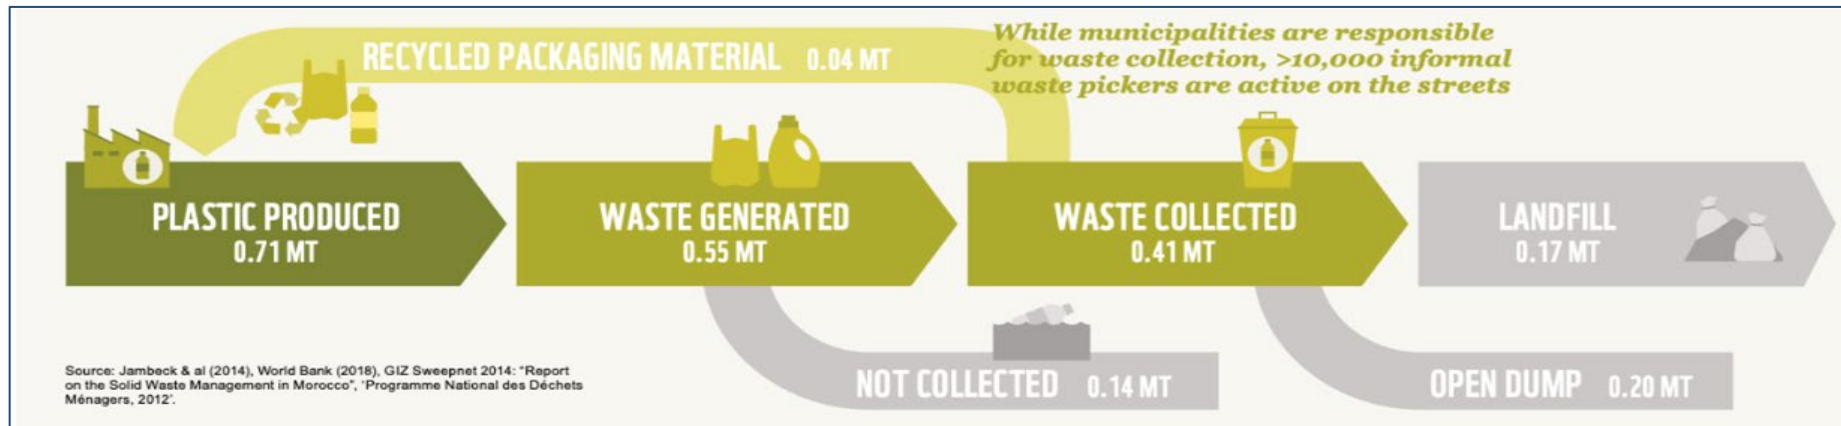 RECYCLED PACKAGING MATERIAL 0.04 MT
While municipalities are responsible
for waste collection, >10,000 informal
waste pickers are active on the streets
PLASTIC PRODUCED
0.71 MT
WASTE GENERATED
0.55 MT
WASTE COLLECTED
0.41 MT
LANDFILL
0.17 MT
NOT COLLECTED 0.14 MT
OPEN DUMP 0.20 MT
Source: Jambeck & al (2014), World Bank (2018), GIZ Sweepnet 2014: "Report
on the Solid Waste Management in Morocco", 'Programme National des Déchets
Ménagers, 2012'.